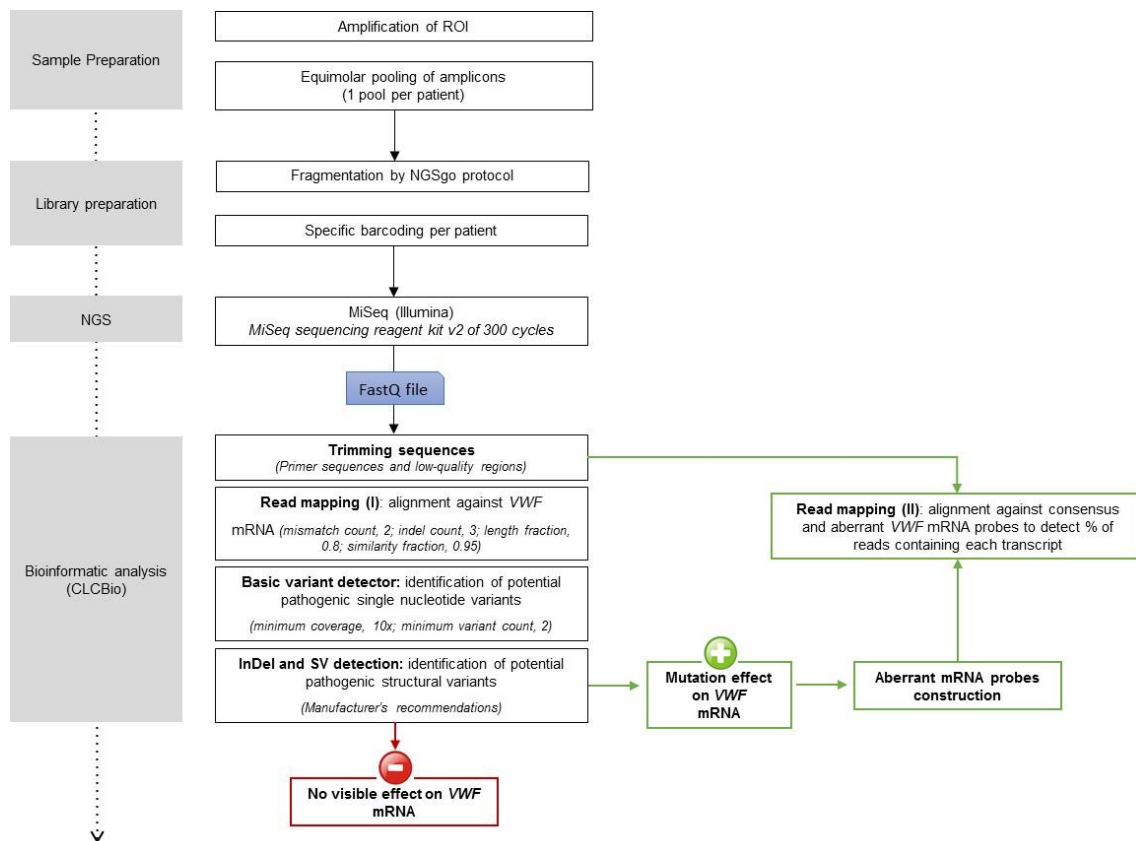 Sample Preparation
Amplification of ROI
Equimolar pooling of amplicons
(1 pool per patient)
Library preparation
Fragmentation by NGSgo protocol
Specific barcoding per patient
NGS
MiSeq (Illumina)
MiSeq sequencing reagent kit v2 of 300 cycles
FastQ file
Bioinformatic analysis
(CLCBio)
Trimming sequences
(Primer sequences and low-quality regions)
Read mapping (I): alignment against VWF
mRNA (mismatch count, 2; indel count, 3; length fraction,
0.8; similarity fraction, 0.95)
Basic variant detector: identification of potential
pathogenic single nucleotide variants
(minimum coverage, 10x; minimum variant count, 2)
InDel and SV detection: identification of potential
pathogenic structural variants
(Manufacturer's recommendations)
Read mapping (II): alignment against consensus
and aberrant VWF mRNA probes to detect % of
reads containing each transcript
Mutation effect
on VWF
mRNA
Aberrant mRNA probes
construction
No visible effect on VWF
mRNA